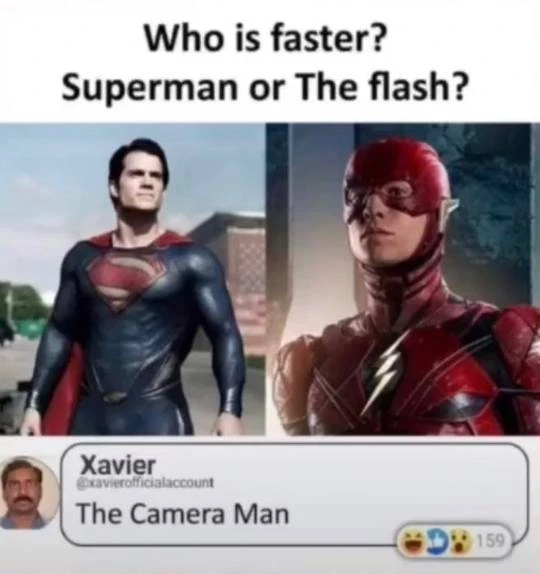 Who is faster?
Superman or The flash?
Xavier
@xavierofficialaccount
The Camera Man
159